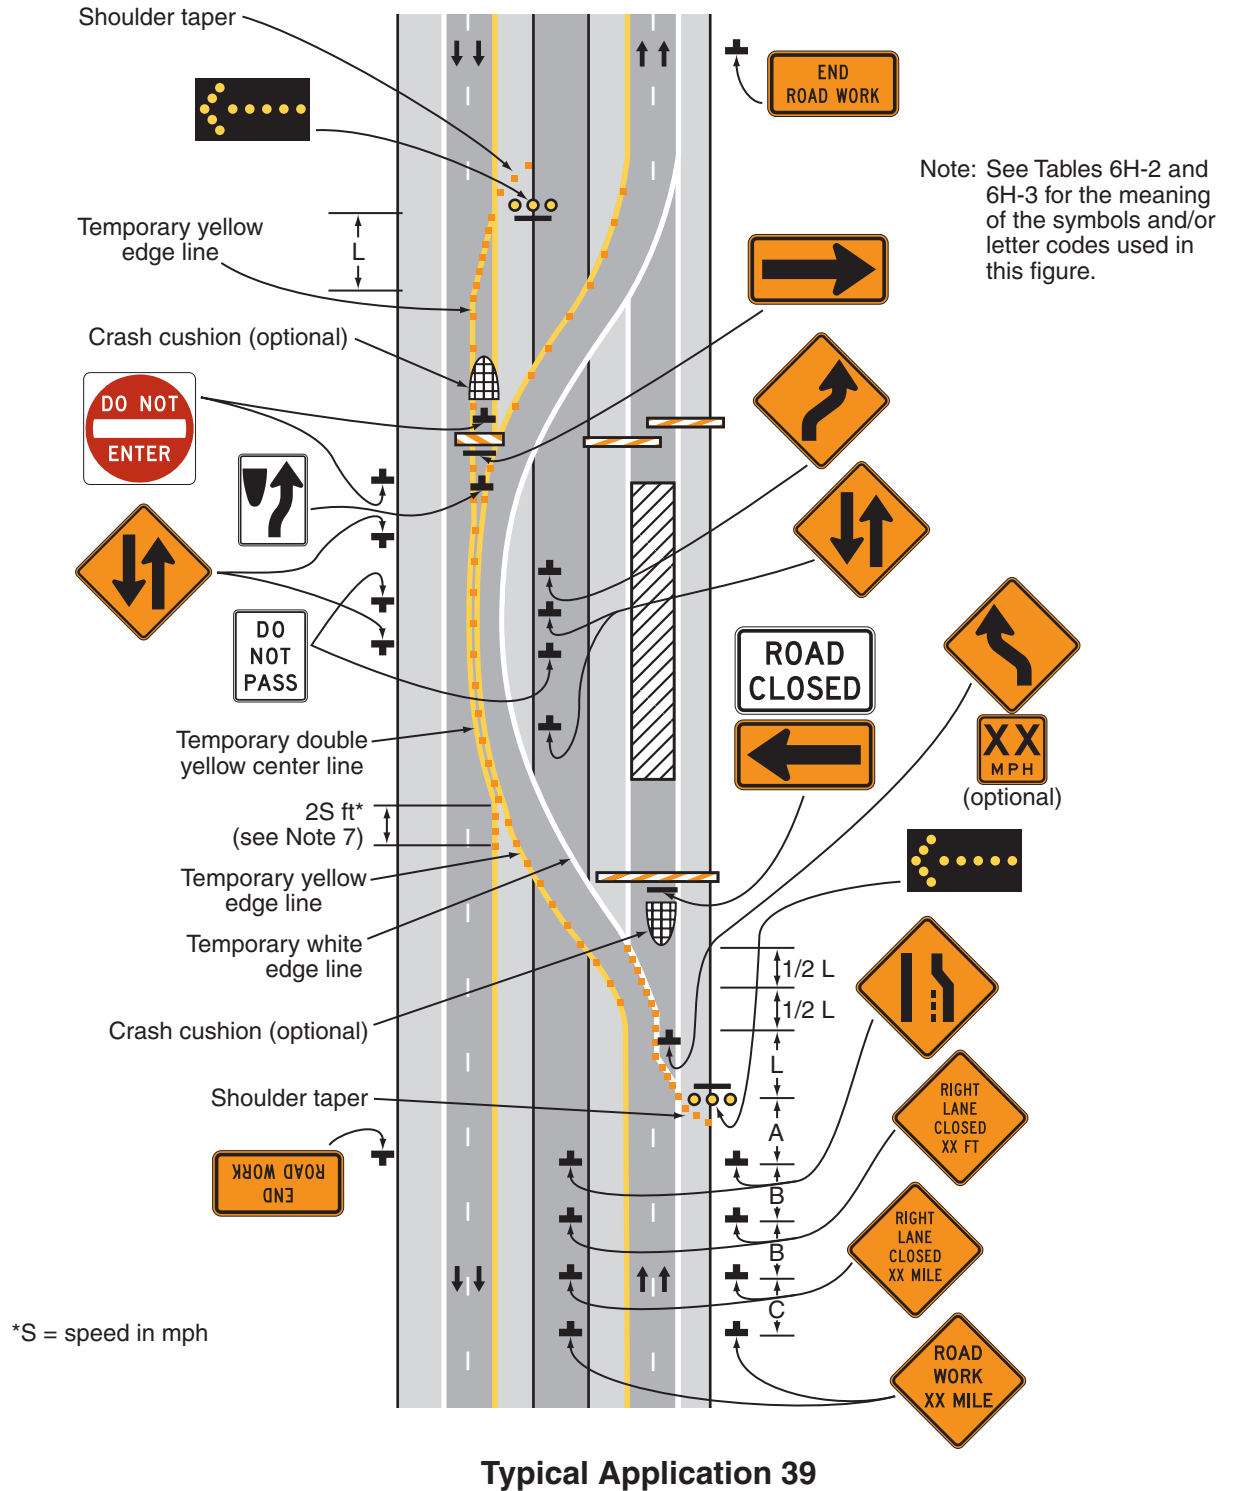 Shoulder taper
END
ROAD WORK
Note: See Tables 6H-2 and
6H-3 for the meaning
of the symbols and/or
letter codes used in
this figure.
Temporary yellow
edge line
L
Crash cushion (optional)
DO NOT
ENTER
DO
NOT
PASS
ROAD
CLOSED
XX
MPH
(optional)
Temporary double
yellow center line
2S ft*
(see Note 7)
Temporary yellow
edge line
Temporary white
edge line
1/2 L
1/2 L
Crash cushion (optional)
L
Shoulder taper
A
RIGHT
LANE
CLOSED
XX FT
END
ROAD WORK
B
B
RIGHT
LANE
CLOSED
XX MILE
C
*S = speed in mph
ROAD
WORK
XX MILE
Typical Application 39